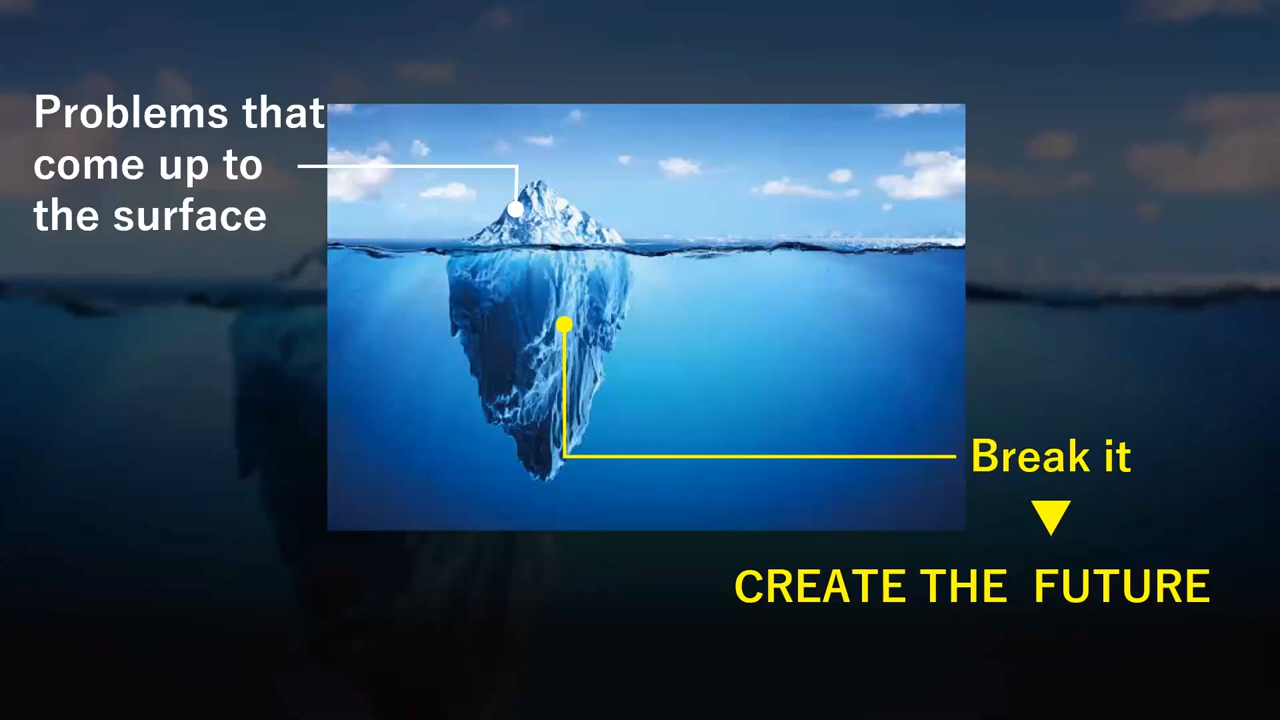 Problems that
come up to
the surface
Break it
CREATE THE FUTURE